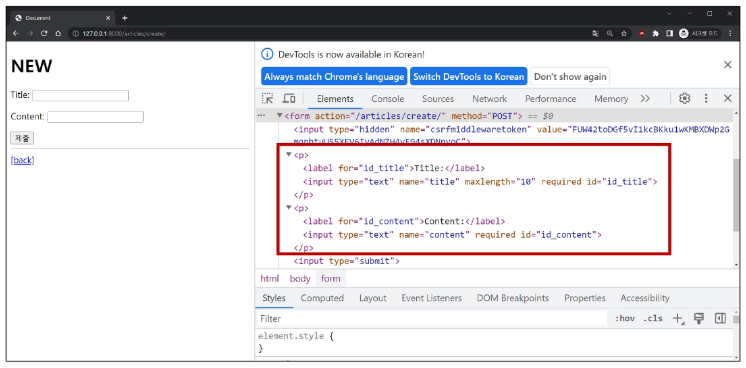 Document
127.0.0.1:8000/articles/create/
시크릿 모드
NEW
Title:
Content:
제출
[back]
DevTools is now available in Korean!
Always match Chrome's language
Switch DevTools to Korean
Don't show again
Elements
Console
Sources
Network
Performance
Memory
<form action="/articles/create/" method="POST"> == $0
<input type="hidden" name="csrfmiddlewaretoken"
<p>
<label for="id_title">Title:</label>
<input type="text" name="title" maxlength="10" required id="id_title">
</p>
<p>
<label for="id_content">Content:</label>
<input type="text" name="content" required id="id_content">
</p>
<input type="submit">
html body form
Styles
Computed
Layout
Event Listeners
DOM Breakpoints
Properties
Accessibility
Filter
:hov .cls
element.style {
}